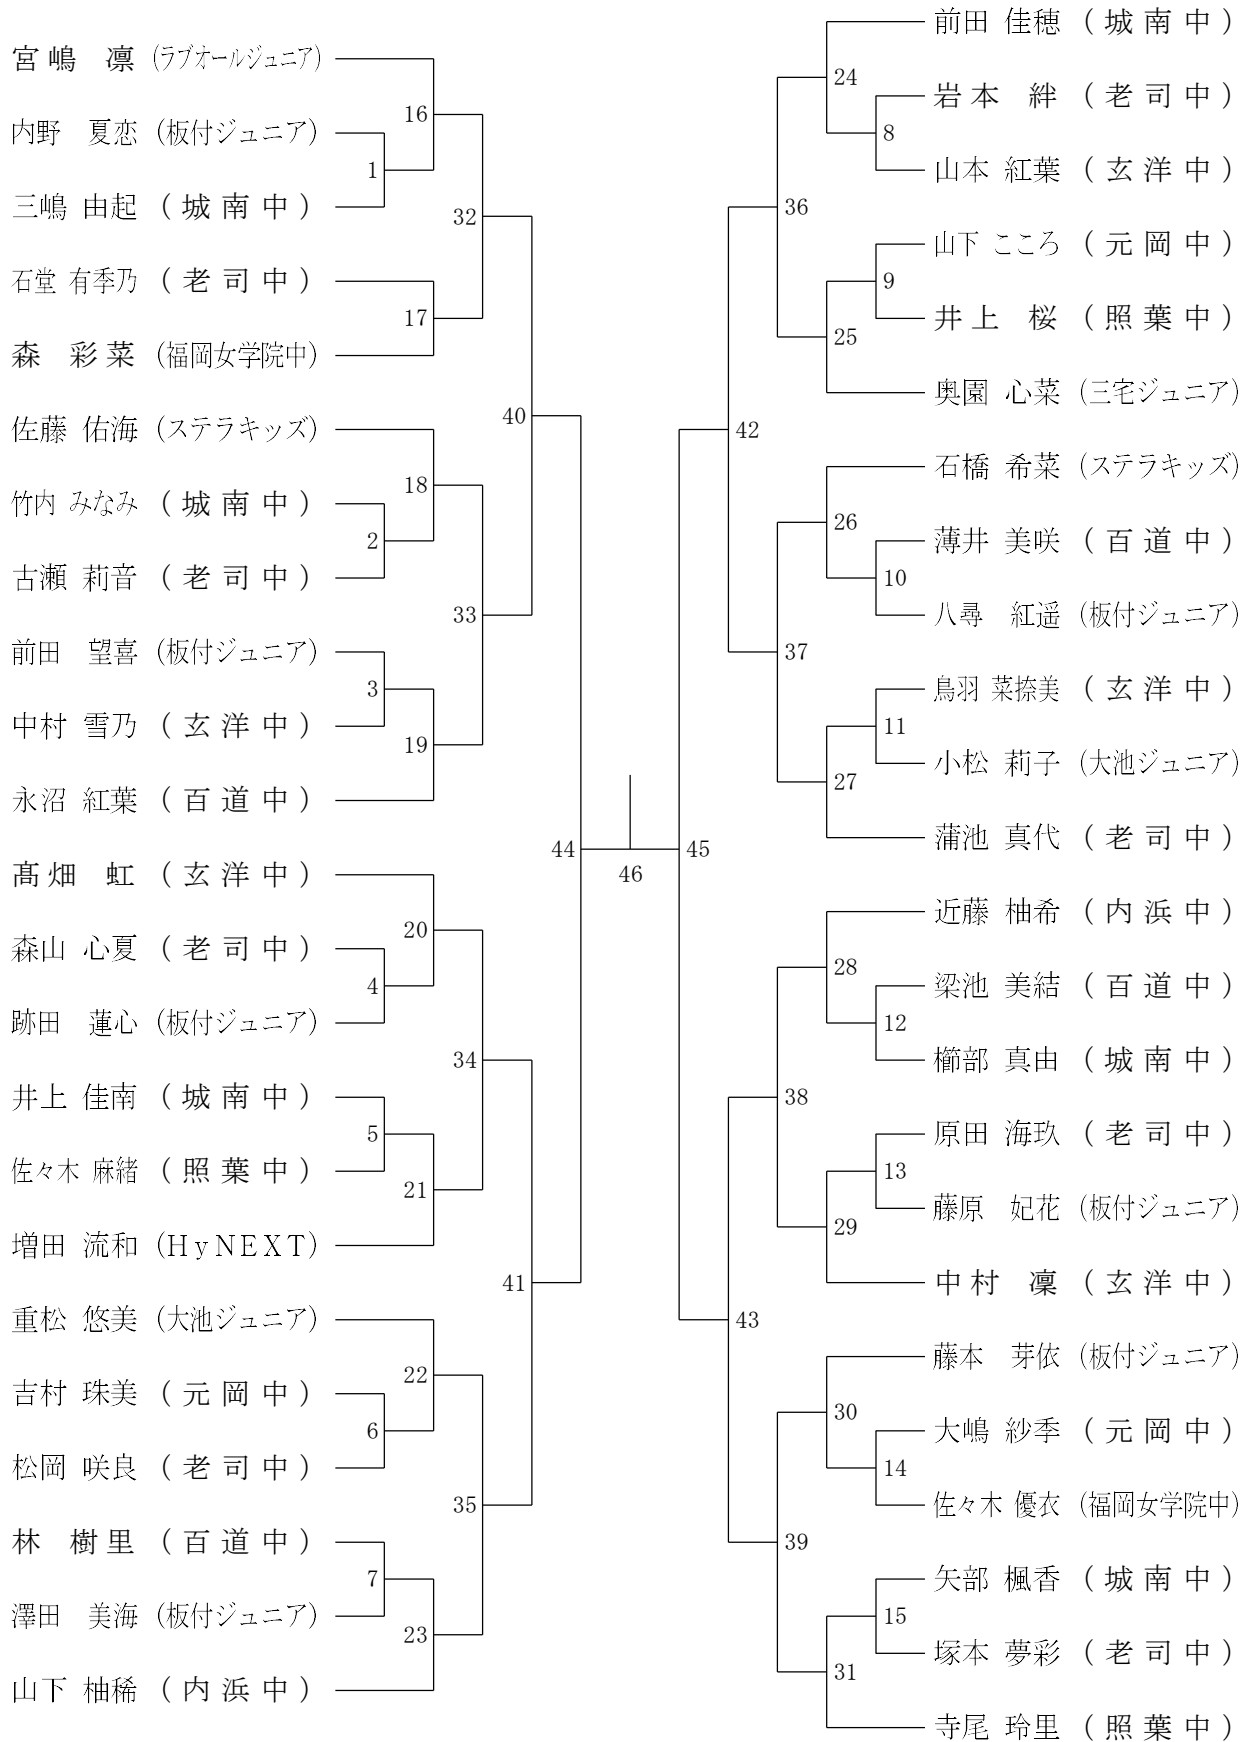 宮嶋 凛 (ラブオールジュニア)
内野 夏恋 (板付ジュニア)
三嶋 由起 (城南中)
石堂 有季乃 (老司中)
森 彩菜 (福岡女学院中)
佐藤 佑海 (ステラキッズ)
竹内 みなみ (城南中)
古瀬 莉音 (老司中)
前田 望喜 (板付ジュニア)
中村 雪乃 (玄洋中)
永沼 紅葉 (百道中)
髙畑 虹 (玄洋中)
森山 心夏 (老司中)
跡田 蓮心 (板付ジュニア)
井上 佳南 (城南中)
佐々木 麻緒 (照葉中)
増田 流和 (HyNEXT)
重松 悠美 (大池ジュニア)
吉村 珠美 (元岡中)
松岡 咲良 (老司中)
林 樹里 (百道中)
澤田 美海 (板付ジュニア)
山下 柚稀 (内浜中)
1
2
3
4
5
6
7
16
17
18
19
20
21
22
23
32
33
34
35
40
41
44
46
45
42
43
36
37
38
39
24
25
26
27
28
29
30
31
8
9
10
11
12
13
14
15
前田 佳穂 (城南中)
岩本 絆 (老司中)
山本 紅葉 (玄洋中)
山下 こころ (元岡中)
井上 桜 (照葉中)
奥園 心菜 (三宅ジュニア)
石橋 希菜 (ステラキッズ)
薄井 美咲 (百道中)
八尋 紅遥 (板付ジュニア)
鳥羽 菜捺美 (玄洋中)
小松 莉子 (大池ジュニア)
蒲池 真代 (老司中)
近藤 柚希 (内浜中)
梁池 美結 (百道中)
櫛部 真由 (城南中)
原田 海玖 (老司中)
藤原 妃花 (板付ジュニア)
中村 凜 (玄洋中)
藤本 芽依 (板付ジュニア)
大嶋 紗季 (元岡中)
佐々木 優衣 (福岡女学院中)
矢部 楓香 (城南中)
塚本 夢彩 (老司中)
寺尾 玲里 (照葉中)